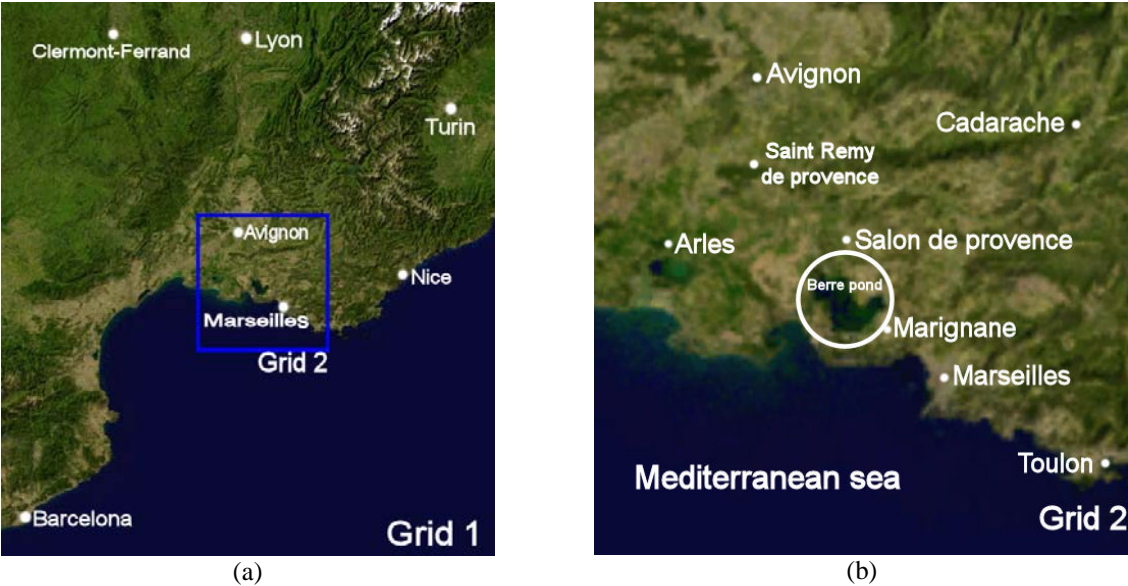 Clermont-Ferrand
Lyon
Turin
Avignon
Nice
Marseilles
Grid 2
Barcelona
Grid 1
(a)
Avignon
Cadarache
Saint Remy
de provence
Arles
Salon de provence
Berre pond
Marignane
Marseilles
Toulon
Mediterranean sea
Grid 2
(b)